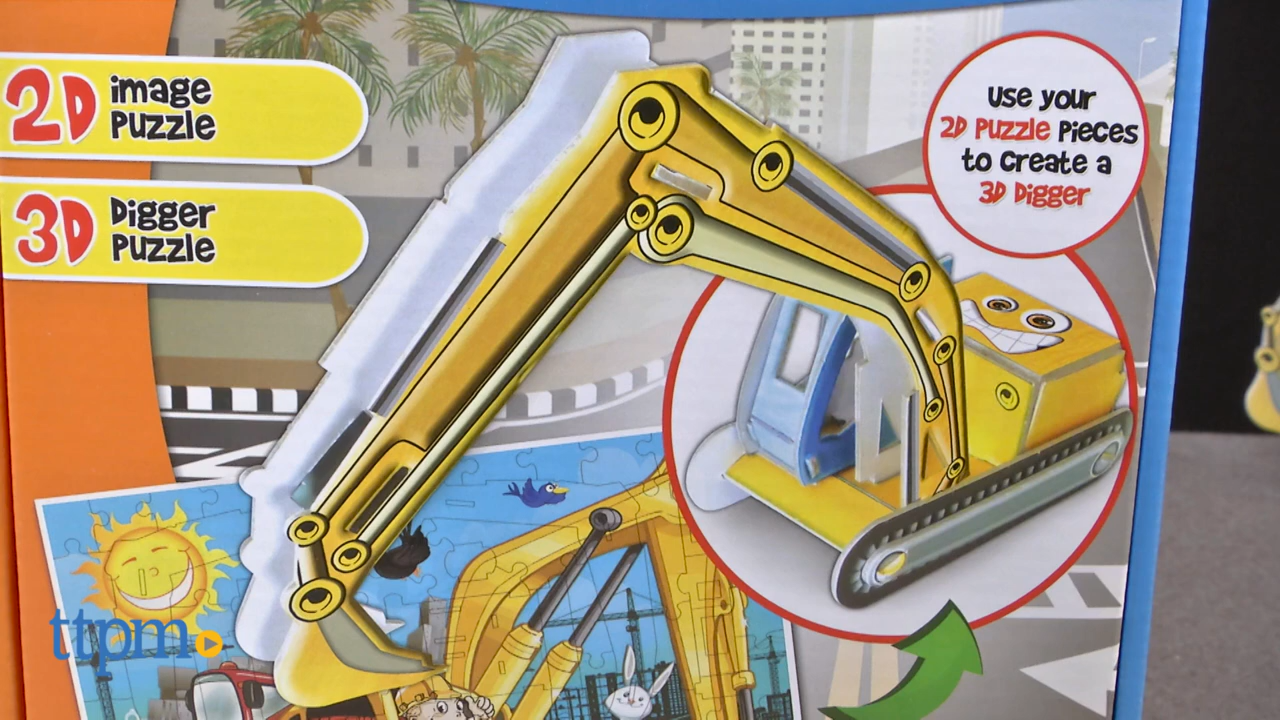 2D image
Puzzle
3D Digger
Puzzle
use your
2D Puzzle Pieces
to create a
3D Digger
ttpm